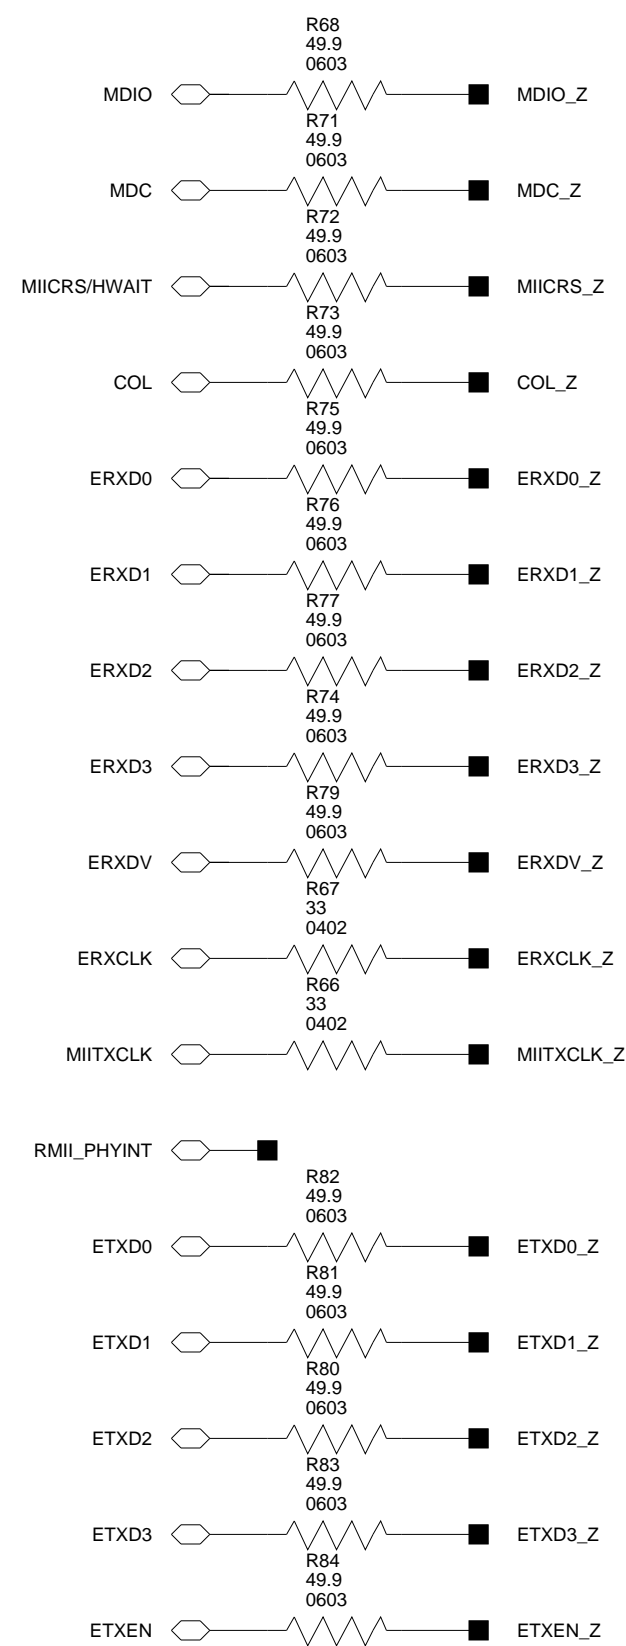 R68
49.9
0603
MDIO MDIO_Z
R71
49.9
0603
MDC MDC_Z
R72
49.9
0603
MIICRS/HWAIT MIICRS_Z
R73
49.9
0603
COL COL_Z
R75
49.9
0603
ERXD0 ERXD0_Z
R76
49.9
0603
ERXD1 ERXD1_Z
R77
49.9
0603
ERXD2 ERXD2_Z
R74
49.9
0603
ERXD3 ERXD3_Z
R79
49.9
0603
ERXDV ERXDV_Z
R67
33
0402
ERXCLK ERXCLK_Z
R66
33
0402
MIITXCLK MIITXCLK_Z
RMII_PHYINT
R82
49.9
0603
ETXD0 ETXD0_Z
R81
49.9
0603
ETXD1 ETXD1_Z
R80
49.9
0603
ETXD2 ETXD2_Z
R83
49.9
0603
ETXD3 ETXD3_Z
R84
49.9
0603
ETXEN ETXEN_Z